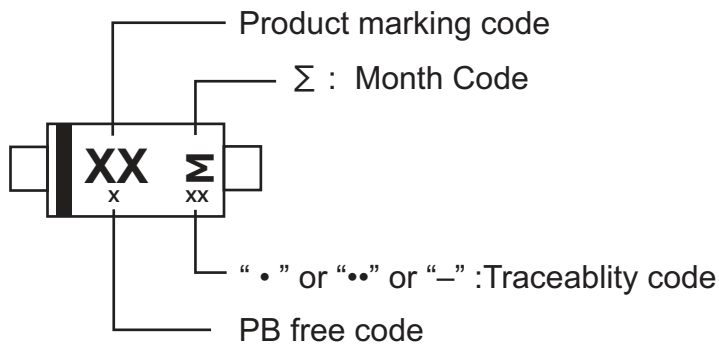 Product marking code
Σ : Month Code
XX Σ
x xx
“ • ” or “••” or “–” :Traceablity code
PB free code